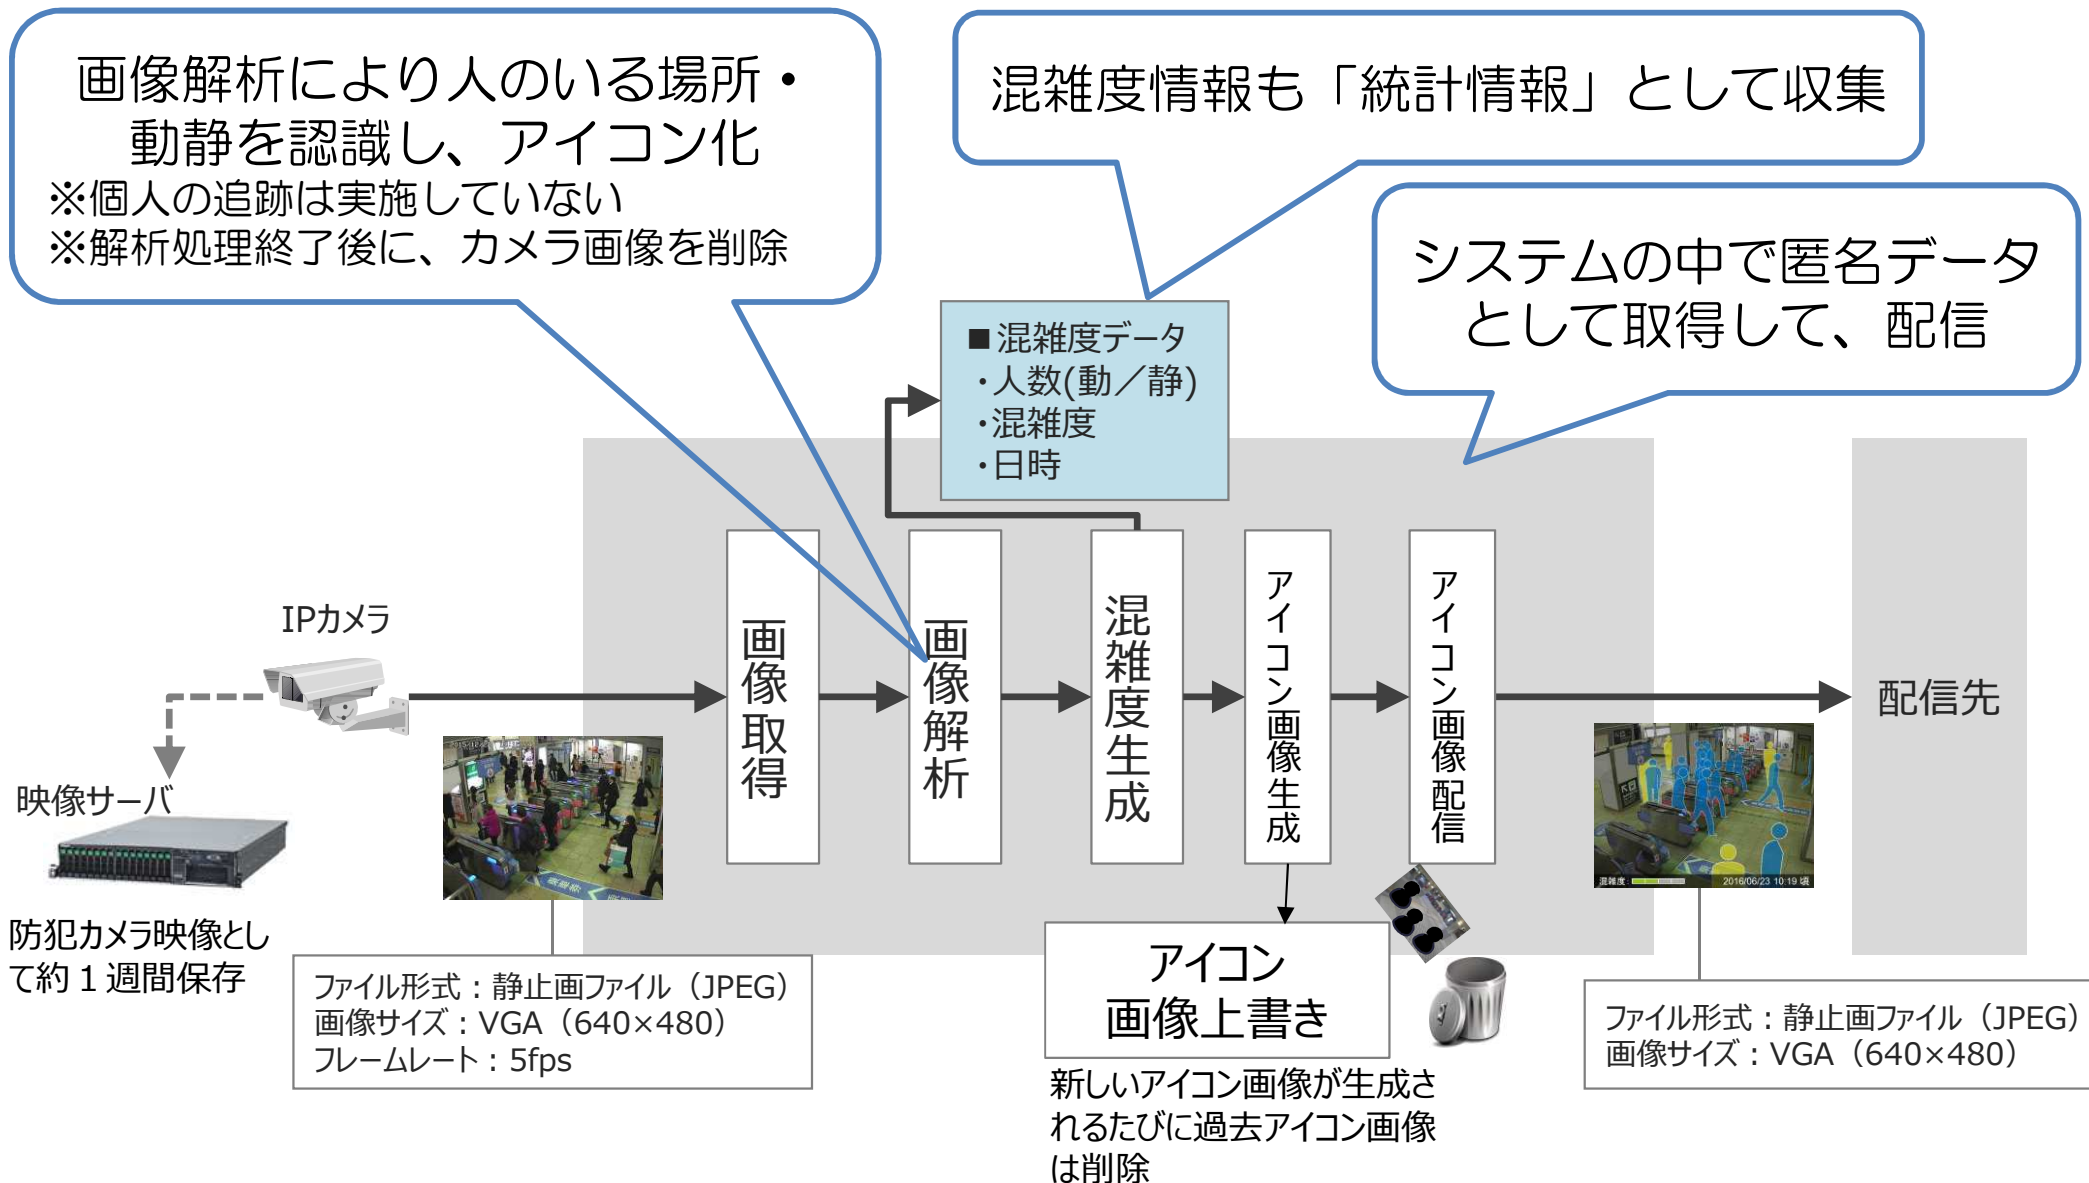 画像解析により人のいる場所・
動静を認識し、アイコン化
※個人の追跡は実施していない
※解析処理終了後に、カメラ画像を削除
混雑度情報も「統計情報」として収集
システムの中で匿名データ
として取得して、配信
■混雑度データ
・人数(動／静)
・混雑度
・日時
IPカメラ
映像サーバ
防犯カメラ映像とし
て約１週間保存
画像取得
画像解析
混雑度生成
アイコン画像生成
アイコン画像配信
配信先
混雑度
2016/06/23 10:19 頃
ファイル形式：静止画ファイル（JPEG）
画像サイズ：VGA（640×480）
フレームレート：5fps
アイコン
画像上書き
新しいアイコン画像が生成さ
れるたびに過去アイコン画像
は削除
ファイル形式：静止画ファイル（JPEG）
画像サイズ：VGA（640×480）